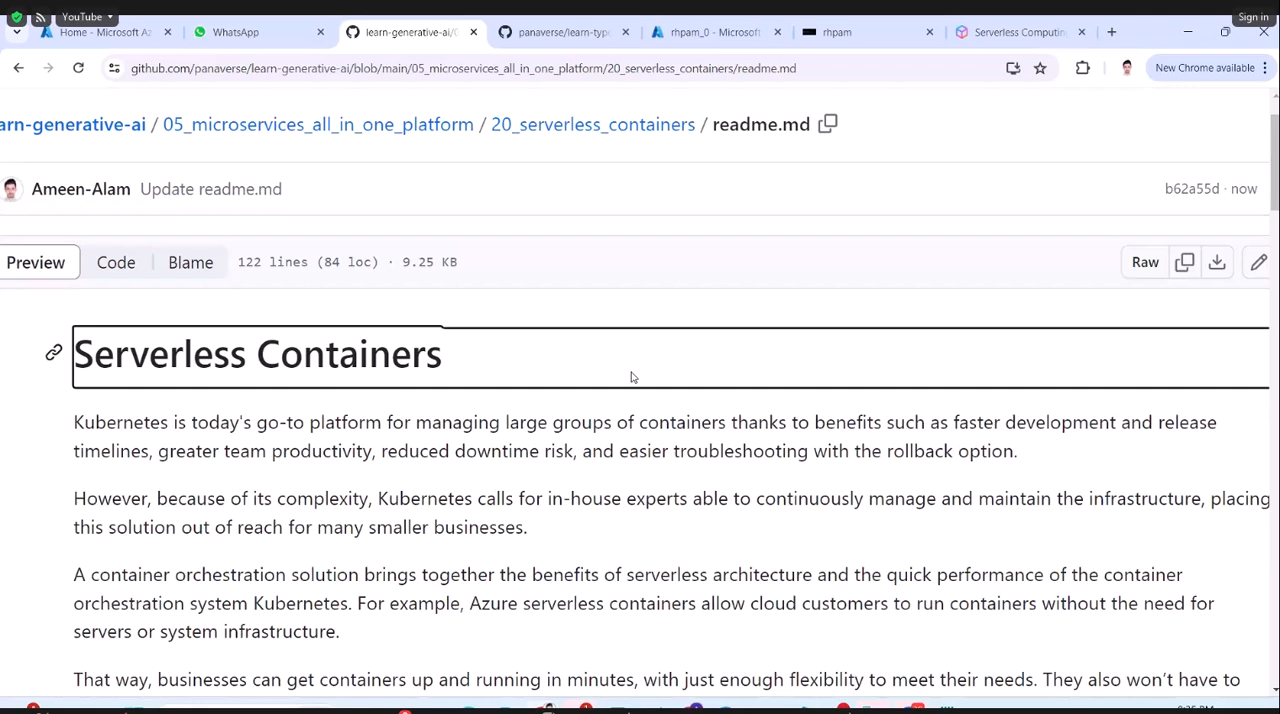 YouTube
Sign in
Home - Microsoft Az
WhatsApp
learn-generative-ai/0
panaverse/learn-type
rhpam_0 - Microsoft
rhpam
Serverless Computin
github.com/panaverse/learn-generative-ai/blob/main/05_microservices_all_in_one_platform/20_serverless_containers/readme.md
New Chrome available
arn-generative-ai / 05_microservices_all_in_one_platform / 20_serverless_containers / readme.md
Ameen-Alam Update readme.md
b62a55d · now
Preview Code Blame 122 lines (84 loc) · 9.25 KB
Raw
Serverless Containers
Kubernetes is today's go-to platform for managing large groups of containers thanks to benefits such as faster development and release
timelines, greater team productivity, reduced downtime risk, and easier troubleshooting with the rollback option.
However, because of its complexity, Kubernetes calls for in-house experts able to continuously manage and maintain the infrastructure, placing
this solution out of reach for many smaller businesses.
A container orchestration solution brings together the benefits of serverless architecture and the quick performance of the container
orchestration system Kubernetes. For example, Azure serverless containers allow cloud customers to run containers without the need for
servers or system infrastructure.
That way, businesses can get containers up and running in minutes, with just enough flexibility to meet their needs. They also won't have to